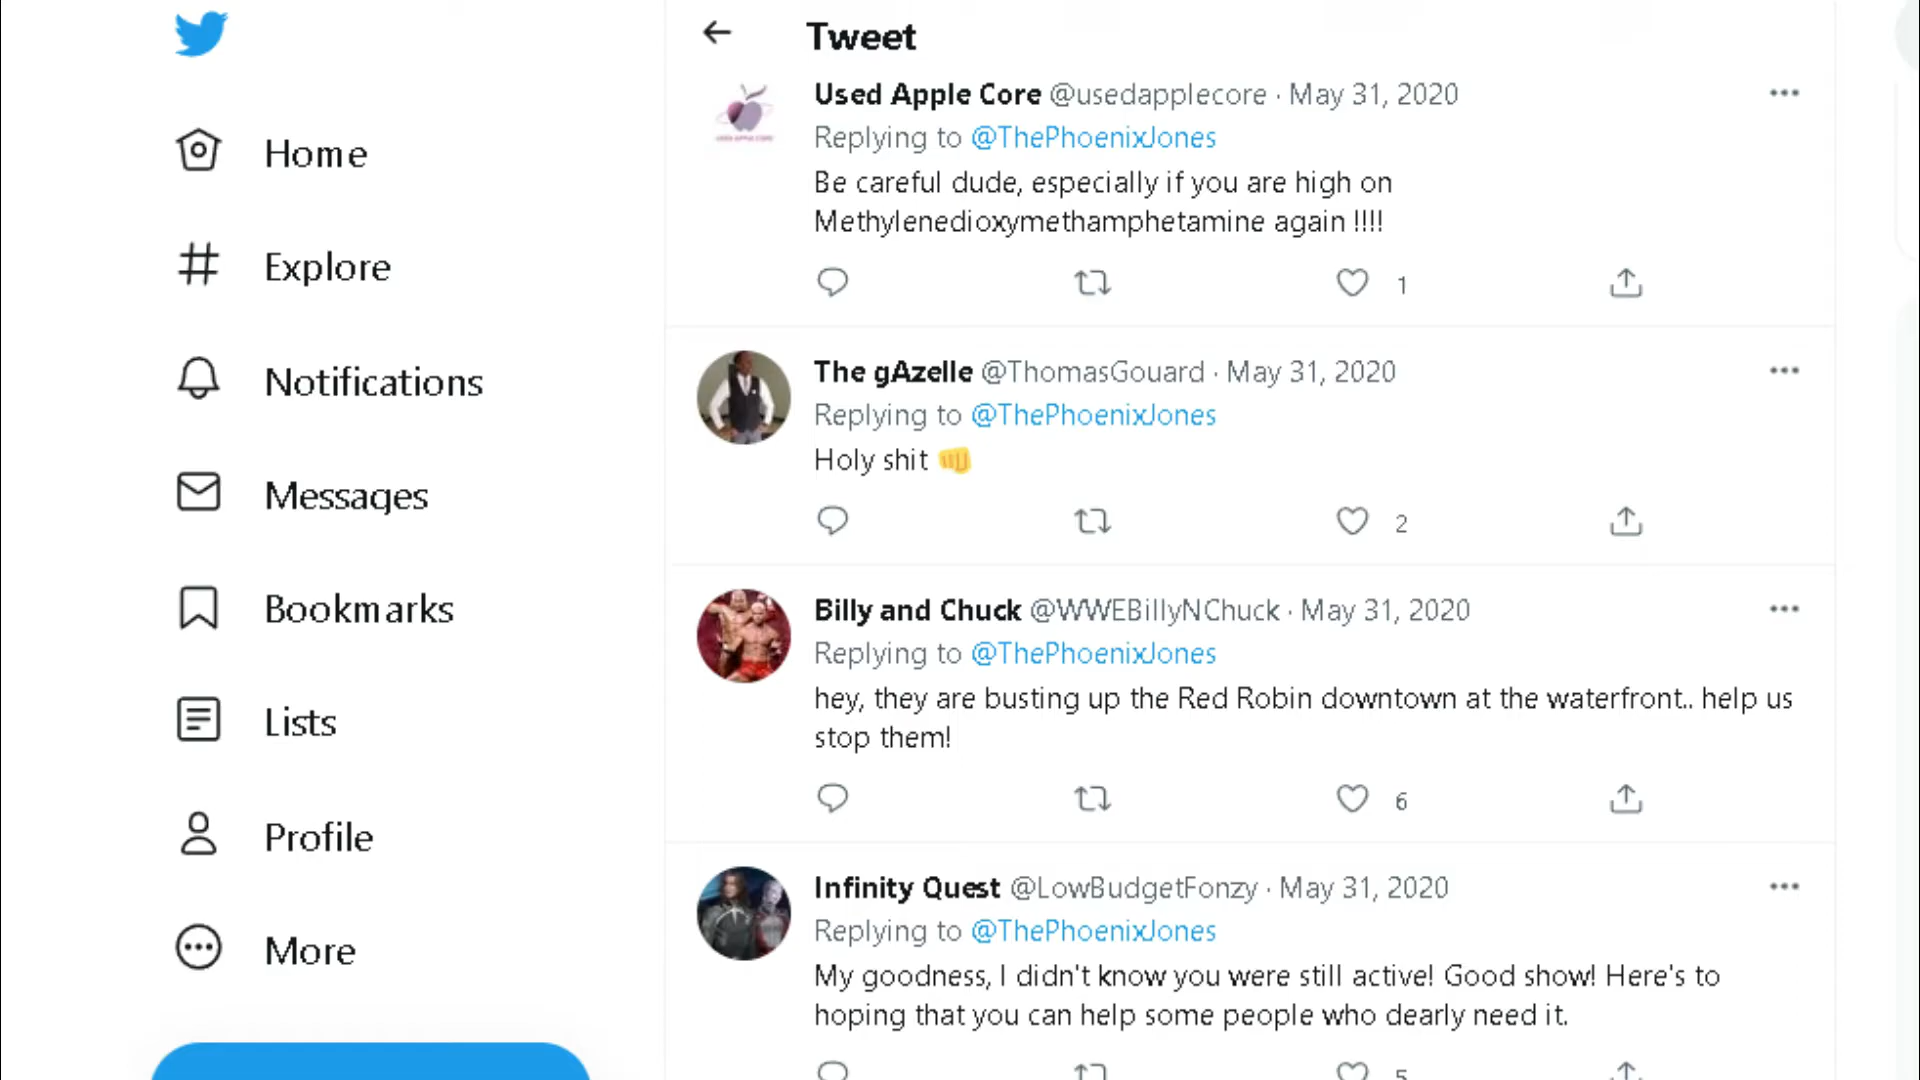 Tweet
Home
Explore
Notifications
Messages
Bookmarks
Lists
Profile
More
Used Apple Core @usedapplecore · May 31, 2020
Replying to @ThePhoenixJones
Be careful dude, especially if you are high on
Methylenedioxymethamphetamine again !!!!
1
The gAzelle @ThomasGouard · May 31, 2020
Replying to @ThePhoenixJones
Holy shit 👊
2
Billy and Chuck @WWEBillyNChuck · May 31, 2020
Replying to @ThePhoenixJones
hey, they are busting up the Red Robin downtown at the waterfront.. help us
stop them!
6
Infinity Quest @LowBudgetFonzy · May 31, 2020
Replying to @ThePhoenixJones
My goodness, I didn't know you were still active! Good show! Here's to
hoping that you can help some people who dearly need it.
5